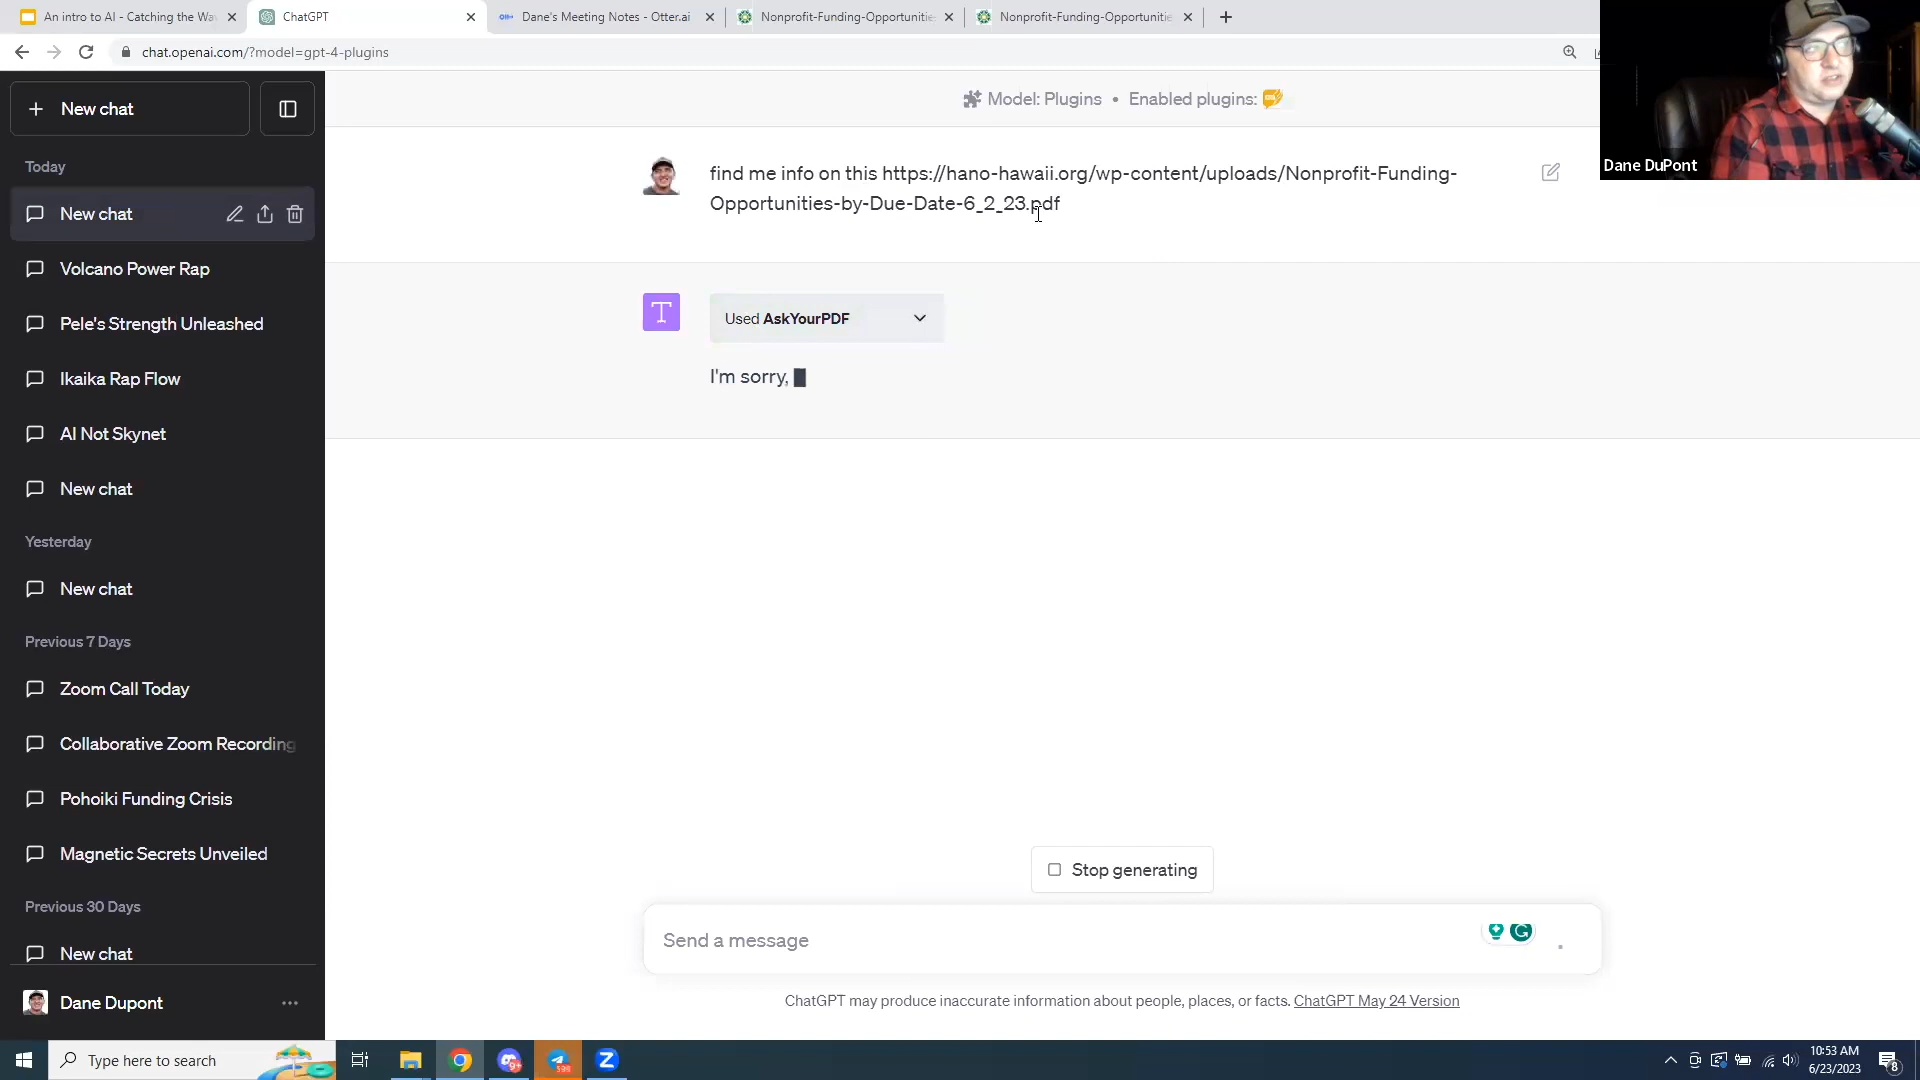 An intro to AI - Catching the Wa
ChatGPT
Dane's Meeting Notes - Otter.ai
Nonprofit-Funding-Opportunitie
Nonprofit-Funding-Opportunitie
chat.openai.com/?model=gpt-4-plugins
New chat
Model: Plugins • Enabled plugins:
Dane DuPont
Today
New chat
Volcano Power Rap
Pele's Strength Unleashed
Ikaika Rap Flow
AI Not Skynet
New chat
Yesterday
New chat
Previous 7 Days
Zoom Call Today
Collaborative Zoom Recording
Pohoiki Funding Crisis
Magnetic Secrets Unveiled
Previous 30 Days
New chat
Dane Dupont
find me info on this https://hano-hawaii.org/wp-content/uploads/Nonprofit-Funding-
Opportunities-by-Due-Date-6_2_23.pdf
T
Used AskYourPDF
I'm sorry,
Stop generating
Send a message
ChatGPT may produce inaccurate information about people, places, or facts. ChatGPT May 24 Version
Type here to search
10:53 AM
6/23/2023
8